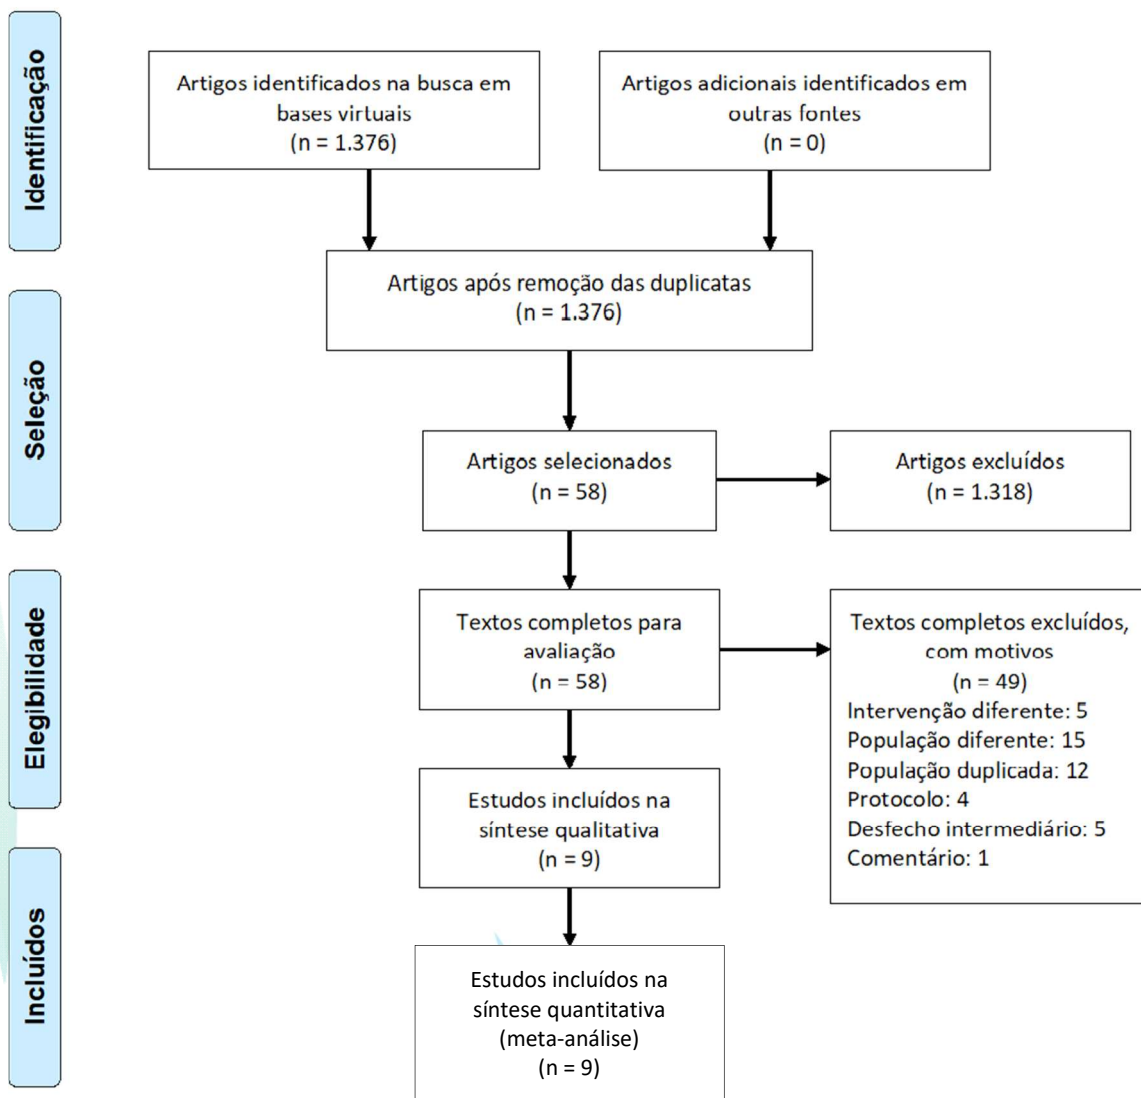 Identificação
Artigos identificados na busca em
bases virtuais
(n = 1.376)
Artigos adicionais identificados em
outras fontes
(n = 0)
Artigos após remoção das duplicatas
(n = 1.376)
Seleção
Artigos selecionados
(n = 58)
Artigos excluídos
(n = 1.318)
Elegibilidade
Textos completos para
avaliação
(n = 58)
Textos completos excluídos,
com motivos
(n = 49)
Intervenção diferente: 5
População diferente: 15
População duplicada: 12
Protocolo: 4
Desfecho intermediário: 5
Comentário: 1
Estudos incluídos na
síntese qualitativa
(n = 9)
Incluídos
Estudos incluídos na
síntese quantitativa
(meta-análise)
(n = 9)